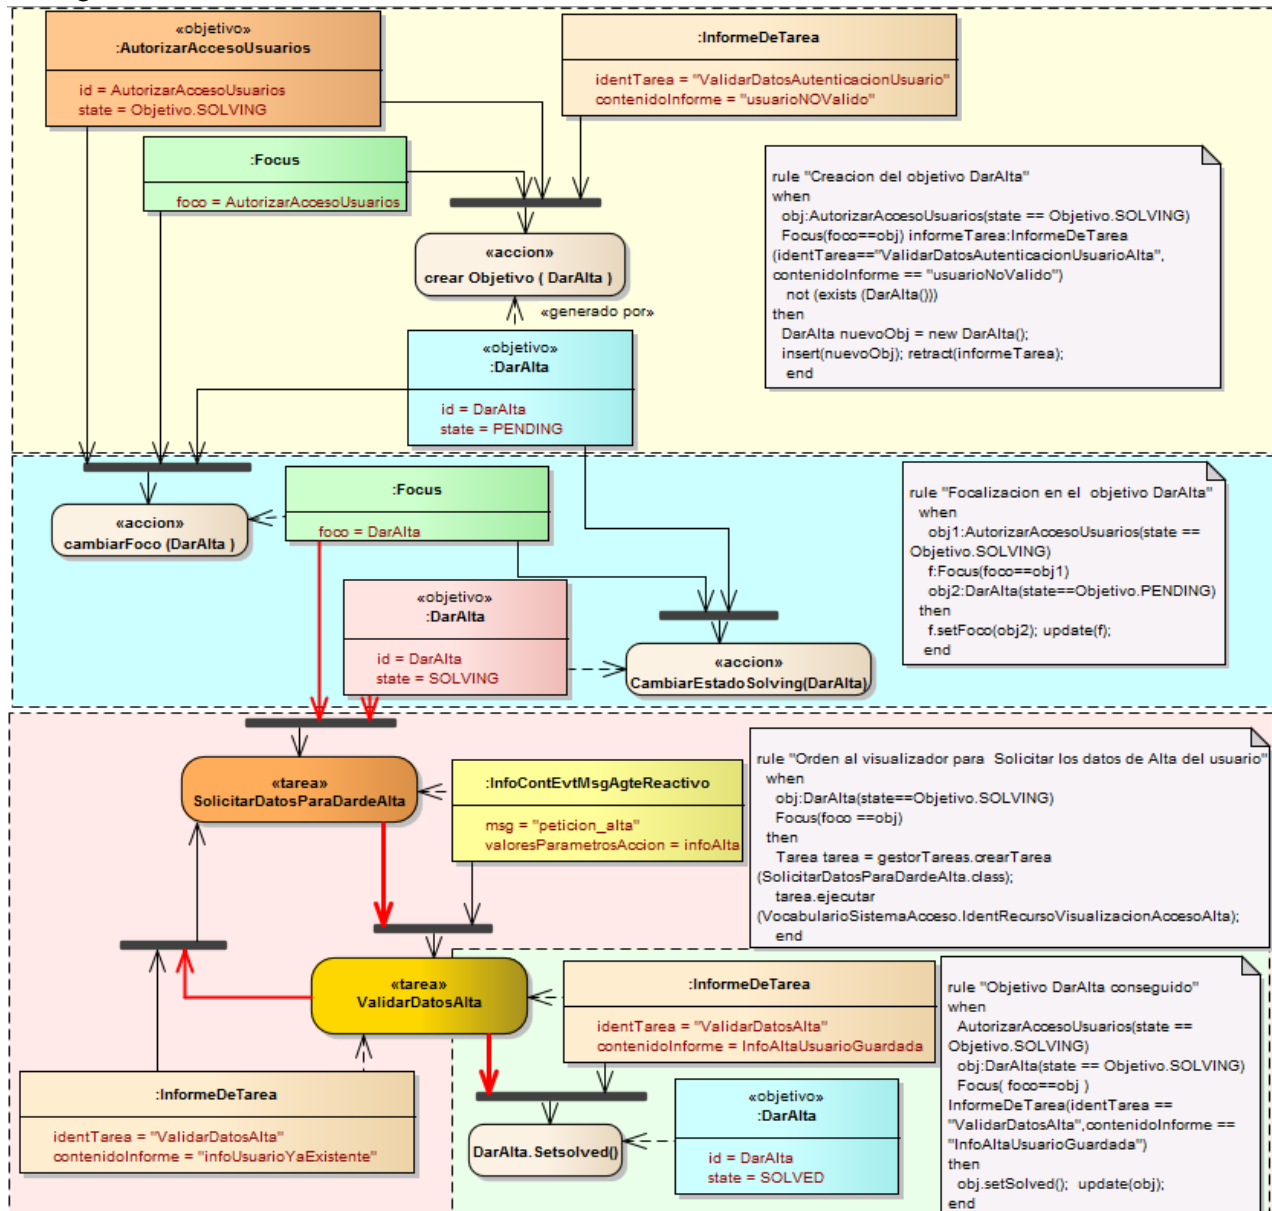 «objetivo»
:AutorizarAccesoUsuarios
id = AutorizarAccesoUsuarios
state = Objetivo.SOLVING
:InformeDeTarea
identTarea = "ValidarDatosAutenticacionUsuario"
contenidoInforme = "usuarioNOValido"
:Focus
foco = AutorizarAccesoUsuarios
rule "Creacion del objetivo DarAlta"
when
obj:AutorizarAccesoUsuarios(state == Objetivo.SOLVING)
Focus(foco==obj) informeTarea:InformeDeTarea
(identTarea=="ValidarDatosAutenticacionUsuarioAlta",
contenidoInforme == "usuarioNoValido")
not (exists (DarAlta()))
then
DarAlta nuevoObj = new DarAlta();
insert(nuevoObj); retract(informeTarea);
end
«accion»
crear Objetivo ( DarAlta )
«generado por»
«objetivo»
:DarAlta
id = DarAlta
state = PENDING
«accion»
cambiarFoco (DarAlta )
:Focus
foco = DarAlta
rule "Focalizacion en el  objetivo DarAlta"
when
obj1:AutorizarAccesoUsuarios(state ==
Objetivo.SOLVING)
f:Focus(foco==obj1)
obj2:DarAlta(state==Objetivo.PENDING)
then
f.setFoco(obj2); update(f);
end
«objetivo»
:DarAlta
id = DarAlta
state = SOLVING
«accion»
CambiarEstadoSolving(DarAlta)
«tarea»
SolicitarDatosParaDardeAlta
:InfoContEvtMsgAgteReactivo
msg = "peticion_alta"
valoresParametrosAccion = infoAlta
rule "Orden al visualizador para  Solicitar los datos de Alta del usuario"
when
obj:DarAlta(state==Objetivo.SOLVING)
Focus(foco ==obj)
then
Tarea tarea = gestorTareas.crearTarea
(SolicitarDatosParaDardeAlta.class);
tarea.ejecutar
(VocabularioSistemaAcceso.IdentRecursoVisualizacionAccesoAlta);
end
«tarea»
ValidarDatosAlta
:InformeDeTarea
identTarea = "ValidarDatosAlta"
contenidoInforme = InfoAltaUsuarioGuardada
rule "Objetivo DarAlta conseguido"
when
AutorizarAccesoUsuarios(state ==
Objetivo.SOLVING)
obj:DarAlta(state == Objetivo.SOLVING)
Focus( foco==obj )
InformeDeTarea(identTarea ==
"ValidarDatosAlta",contenidoInforme ==
"InfoAltaUsuarioGuardada")
then
obj.setSolved();  update(obj);
end
:InformeDeTarea
identTarea = "ValidarDatosAlta"
contenidoInforme = "infoUsuarioYaExistente"
DarAlta.Setsolved()
«objetivo»
:DarAlta
id = DarAlta
state = SOLVED